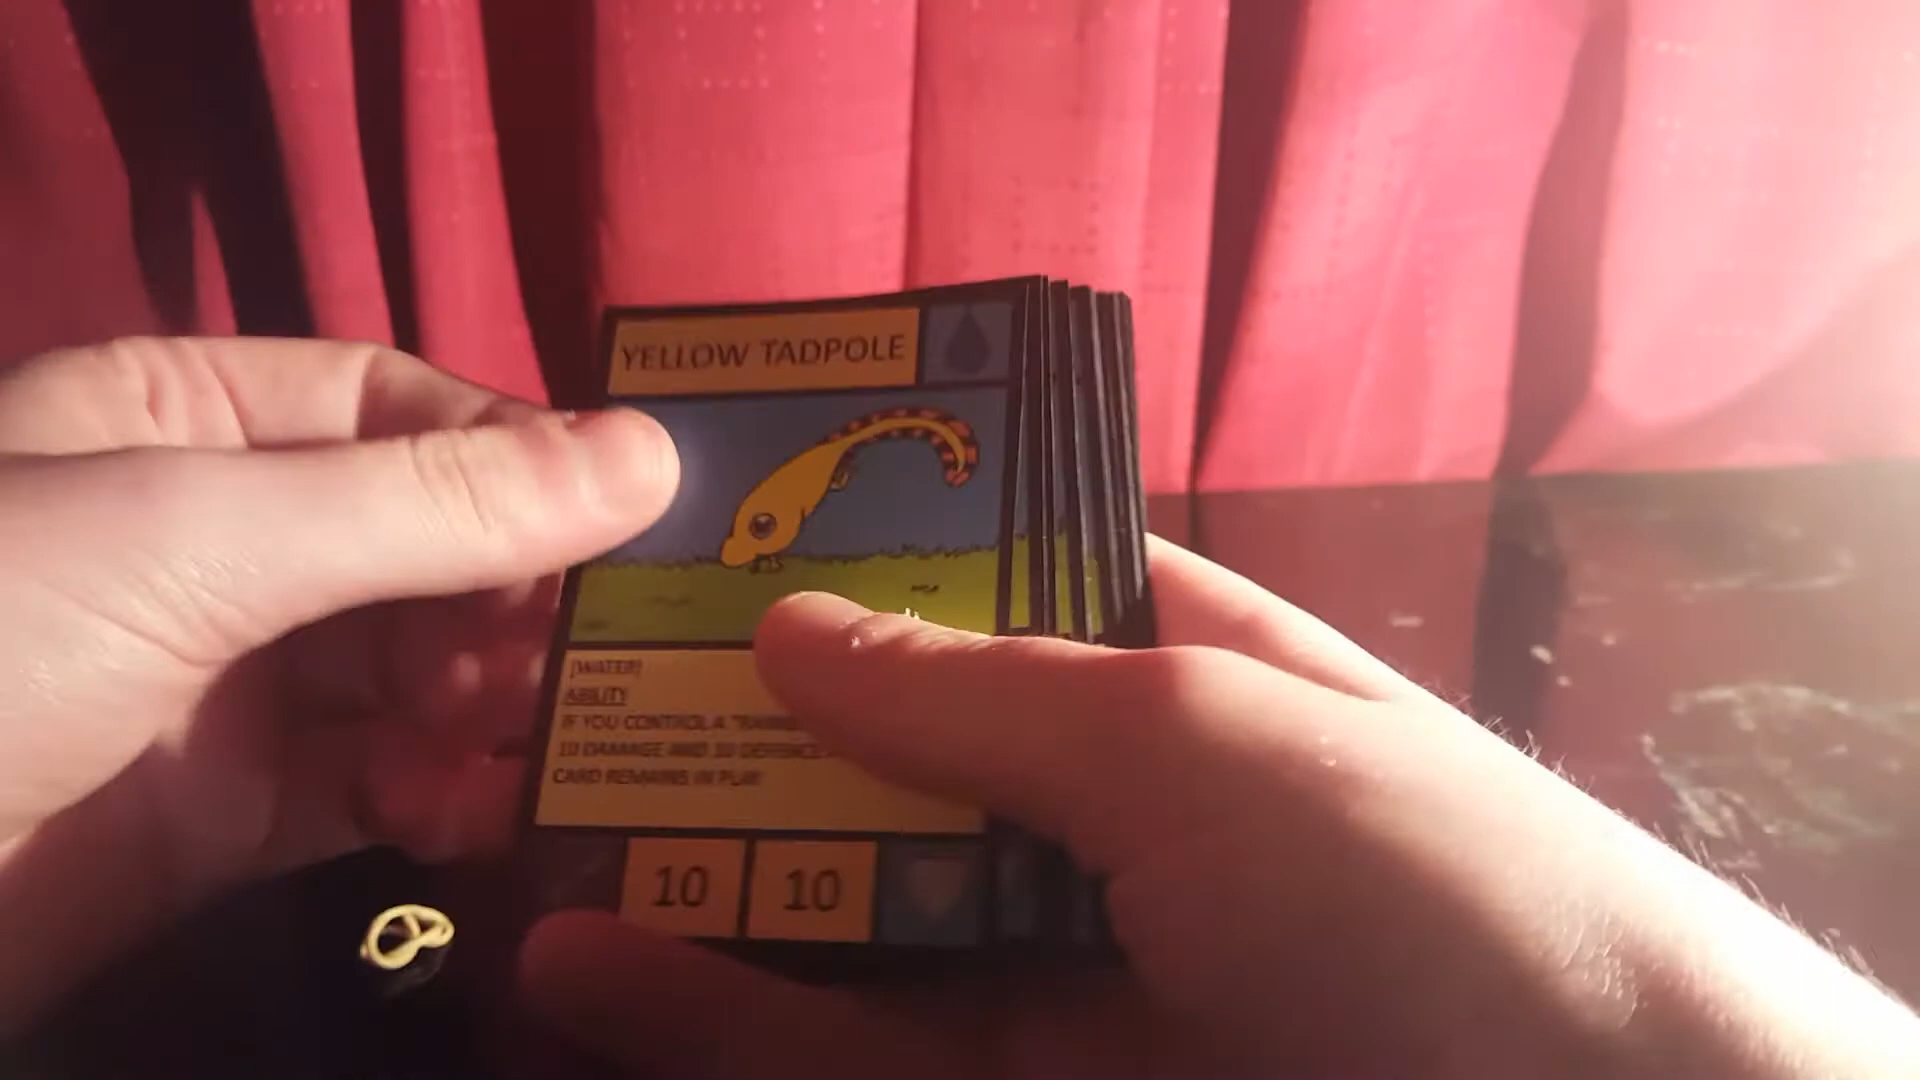 YELLOW TADPOLE
[WATER]
ABILITY
IF YOU CONTROL A
10 DAMAGE AND 10 DEFENCE
CARD REMAINS IN PLAY
10 10